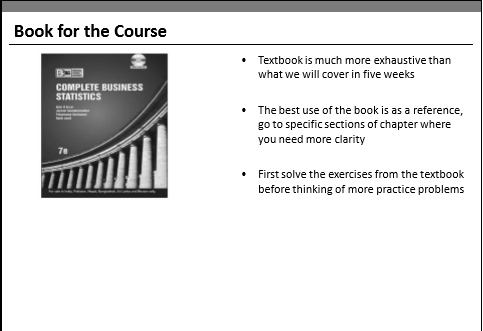 Book for the Course
COMPLETE BUSINESS
STATISTICS
7e
• Textbook is much more exhaustive than
what we will cover in five weeks
• The best use of the book is as a reference,
go to specific sections of chapter where
you need more clarity
• First solve the exercises from the textbook
before thinking of more practice problems